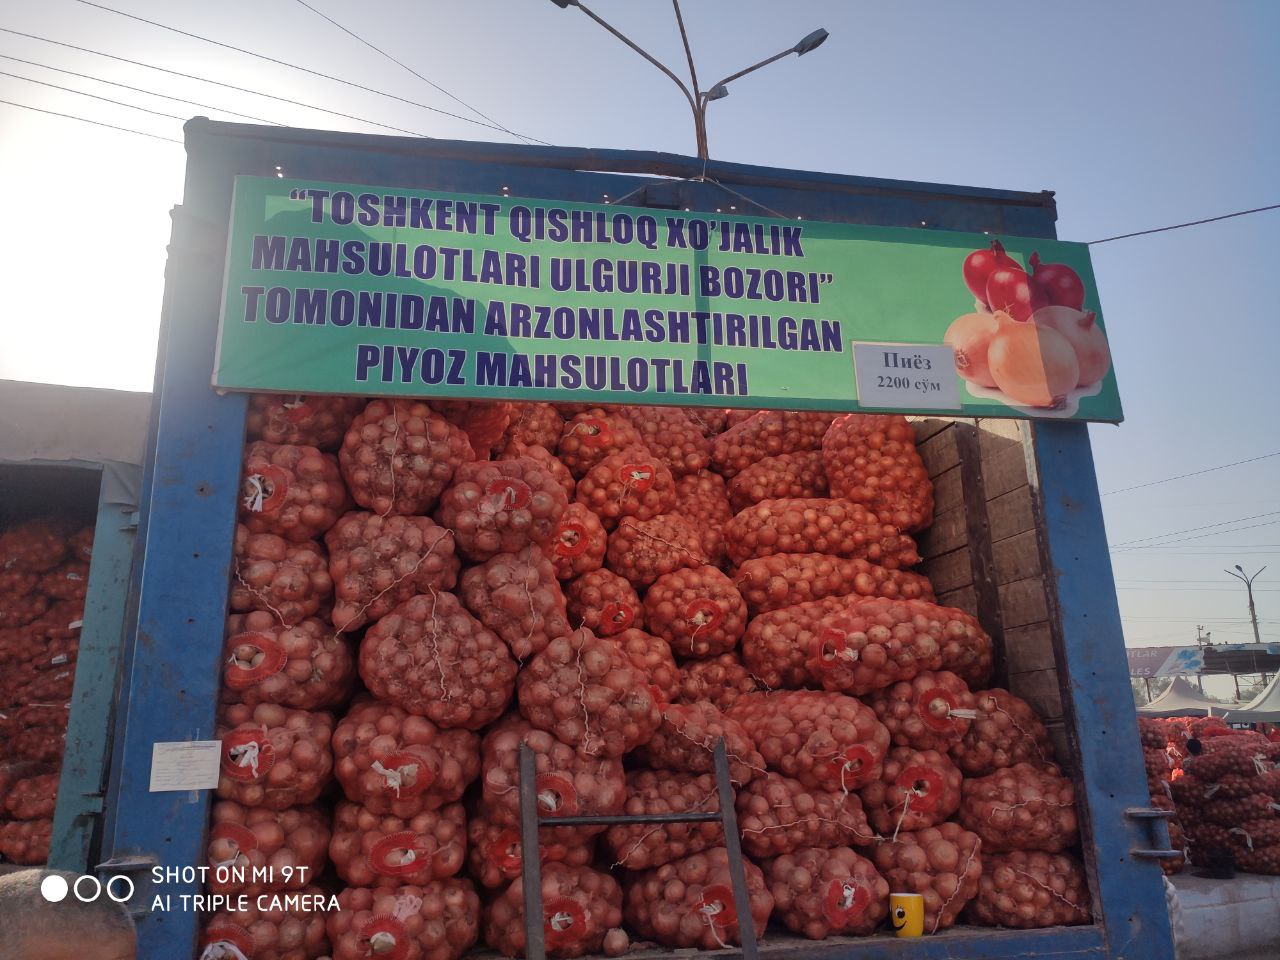 “TOSHKENT QISHLOQ XO’JALIK
MAHSULOTLARI ULGURJI BOZORI”
TOMONIDAN ARZONLASHTIRILGAN
PIYOZ MAHSULOTLARI
Пиёз
2200 сўм
SHOT ON MI 9T
AI TRIPLE CAMERA